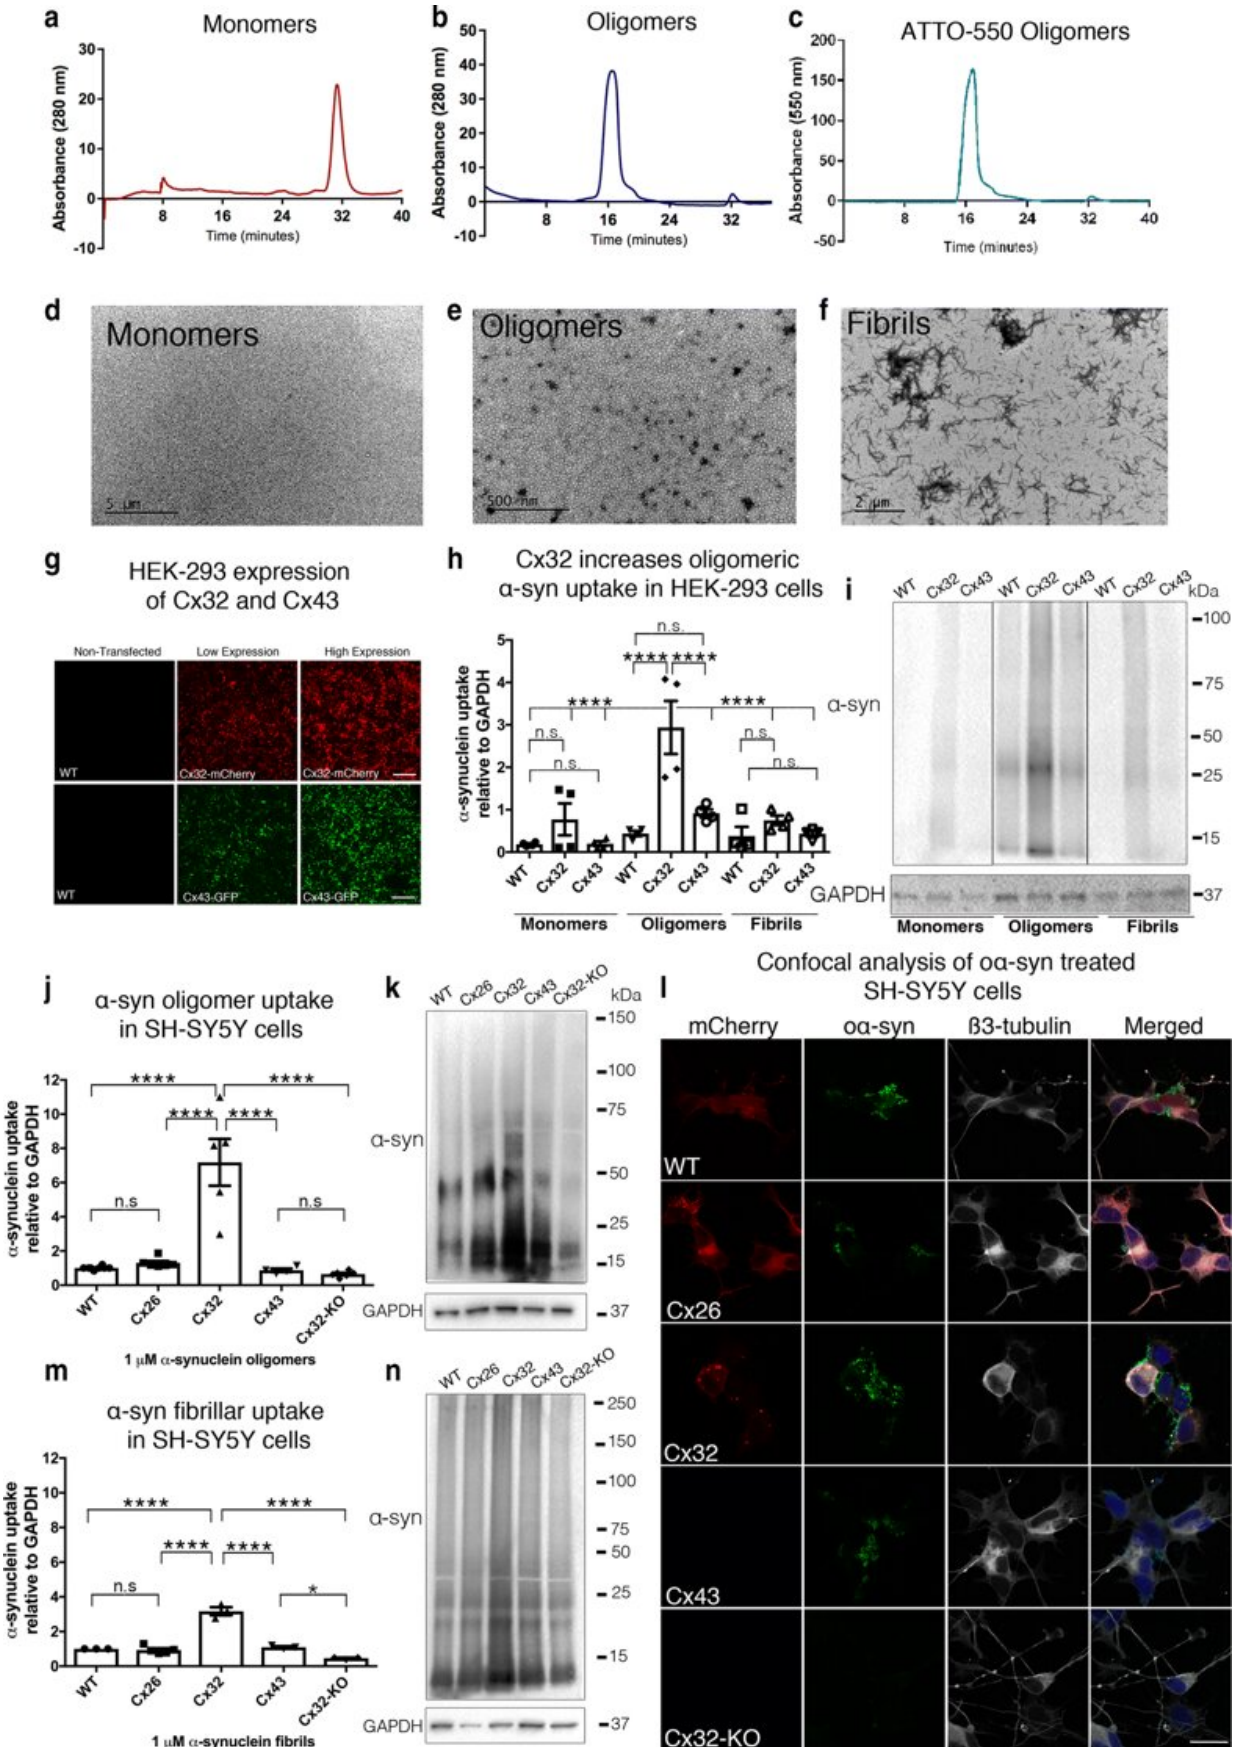 a
Monomers
Absorbance (280 nm)
30
20
10
0
-10
8
16
24
32
40
Time (minutes)
b
Oligomers
Absorbance (280 nm)
50
40
30
20
10
0
-10
8
16
24
32
Time (minutes)
c
ATTO-550 Oligomers
Absorbance (550 nm)
200
150
100
50
0
-50
8
16
24
32
40
Time (minutes)
d
Monomers
5 μm
e
Oligomers
500 nm
f
Fibrils
2 μm
g
HEK-293 expression
of Cx32 and Cx43
Non-Transfected
Low Expression
High Expression
WT
Cx32-mCherry
Cx32-mCherry
WT
Cx43-GFP
Cx43-GFP
h
Cx32 increases oligomeric
α-syn uptake in HEK-293 cells
α-synuclein uptake
relative to GAPDH
5
4
3
2
1
0
n.s.
****
****
****
****
n.s.
n.s.
n.s.
n.s.
WT
Cx32
Cx43
WT
Cx32
Cx43
WT
Cx32
Cx43
Monomers
Oligomers
Fibrils
i
WT
Cx32
Cx43
WT
Cx32
Cx43
WT
Cx32
Cx43
kDa
100
75
50
25
15
α-syn
GAPDH
37
Monomers
Oligomers
Fibrils
j
α-syn oligomer uptake
in SH-SY5Y cells
α-synuclein uptake
relative to GAPDH
12
10
8
6
4
2
0
****
****
****
****
n.s
n.s
WT
Cx26
Cx32
Cx43
Cx32-KO
1 μM α-synuclein oligomers
k
WT
Cx26
Cx32
Cx43
Cx32-KO
kDa
150
100
75
50
25
15
α-syn
GAPDH
37
l
Confocal analysis of oα-syn treated
SH-SY5Y cells
mCherry
oα-syn
ß3-tubulin
Merged
WT
Cx26
Cx32
Cx43
Cx32-KO
m
α-syn fibrillar uptake
in SH-SY5Y cells
α-synuclein uptake
relative to GAPDH
12
10
8
6
4
2
0
****
****
****
****
n.s
*
WT
Cx26
Cx32
Cx43
Cx32-KO
1 μM α-synuclein fibrils
n
WT
Cx26
Cx32
Cx43
Cx32-KO
250
150
100
75
50
25
15
α-syn
GAPDH
37